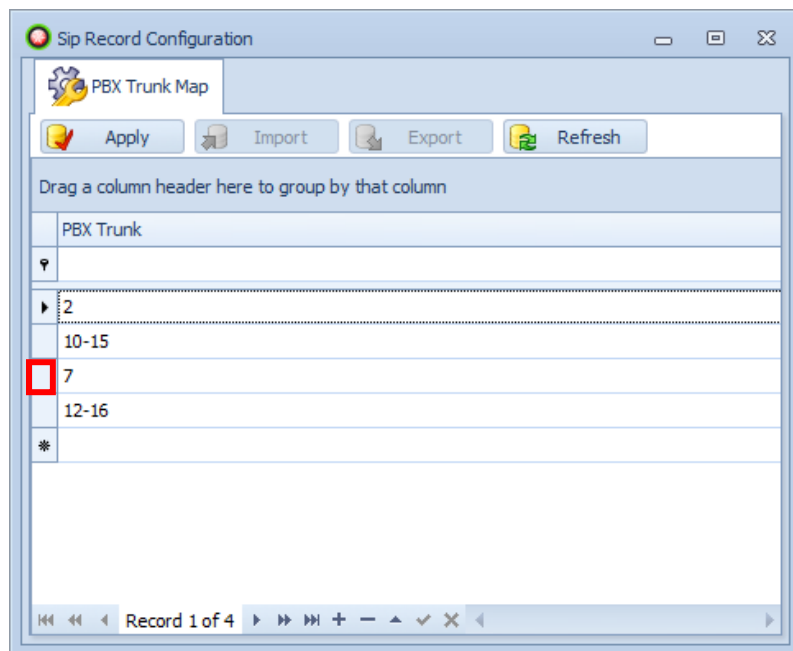 Sip Record Configuration
PBX Trunk Map
Apply Import Export Refresh
Drag a column header here to group by that column
PBX Trunk
2
10-15
7
12-16
Record 1 of 4